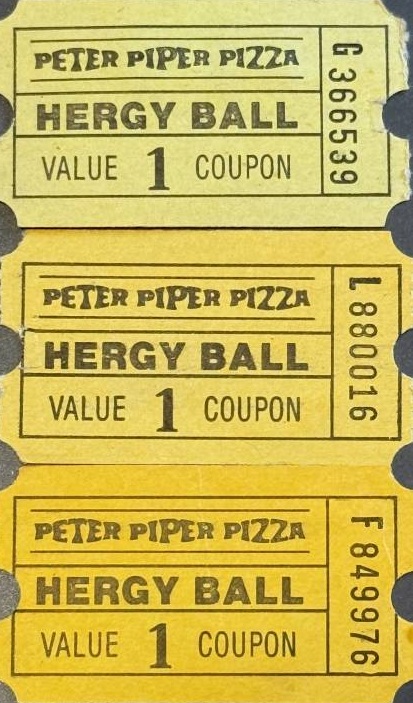 PETER PIPER PIZZA
HERGY BALL
VALUE 1 COUPON
G 366539
PETER PIPER PIZZA
HERGY BALL
VALUE 1 COUPON
L 880016
PETER PIPER PIZZA
HERGY BALL
VALUE 1 COUPON
F 849976